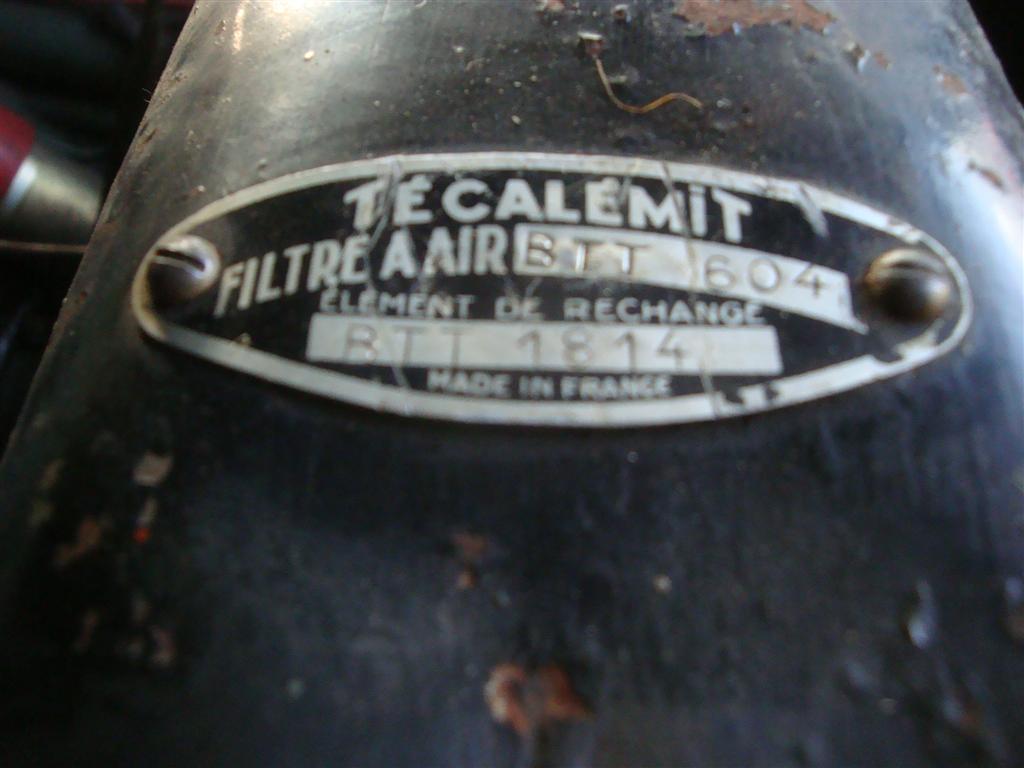 TÉCALÉMiT
FILTRE A AIR BTT 604
ÉLÉMENT DE RECHANGE
BTT 1814
MADE IN FRANCE